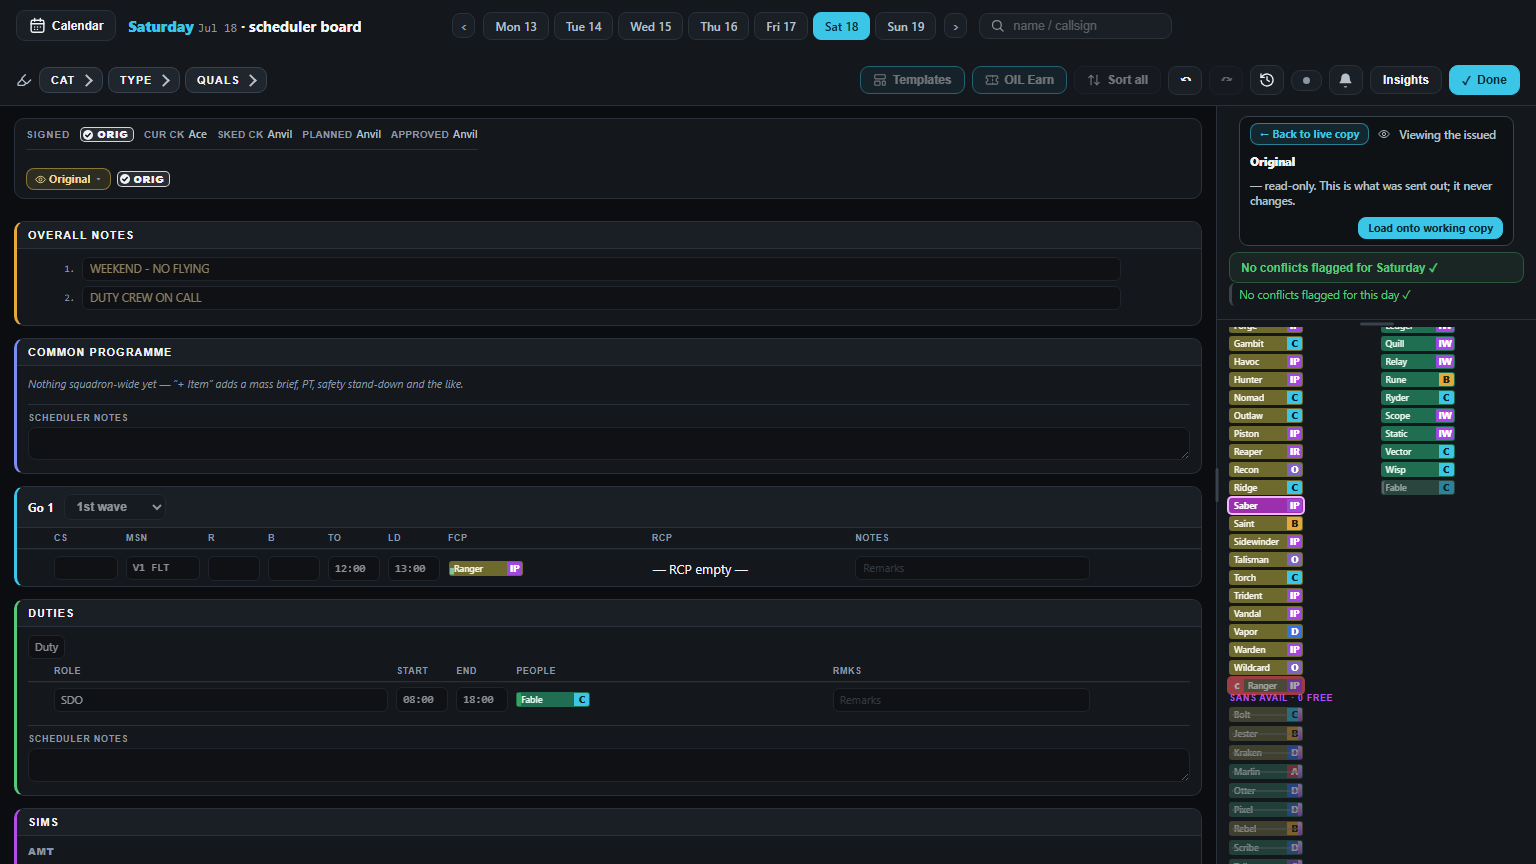 Calendar
Saturday Jul 18 · scheduler board
Mon 13
Tue 14
Wed 15
Thu 16
Fri 17
Sat 18
Sun 19
name / callsign
CAT
TYPE
QUALS
Templates
OIL Earn
Sort all
Insights
✓ Done
SIGNED ORIG CUR CK Ace SKED CK Anvil PLANNED Anvil APPROVED Anvil
Original
ORIG
OVERALL NOTES
1. WEEKEND - NO FLYING
2. DUTY CREW ON CALL
COMMON PROGRAMME
Nothing squadron-wide yet — "+ Item" adds a mass brief, PT, safety stand-down and the like.
SCHEDULER NOTES
Go 1 1st wave
CS MSN R B TO LD FCP RCP NOTES
V1 FLT 12:00 13:00 Ranger IP — RCP empty — Remarks
DUTIES
Duty
ROLE START END PEOPLE RMKS
SDO 08:00 18:00 Fable C Remarks
SCHEDULER NOTES
SIMS
AMT
← Back to live copy Viewing the issued
Original
— read-only. This is what was sent out; it never
changes.
Load onto working copy
No conflicts flagged for Saturday ✓
No conflicts flagged for this day ✓
Gambit C
Havoc IP
Hunter IP
Nomad C
Outlaw C
Piston IP
Reaper IR
Recon O
Ridge C
Saber IP
Saint B
Sidewinder IP
Talisman O
Torch C
Trident IP
Vandal IP
Vapor D
Warden IP
Wildcard O
c Ranger IP
SANS AVAIL · 0 FREE
Bolt C
Jester B
Kraken D
Marlin A
Otter D
Pixel D
Rebel B
Scribe D
Quill IW
Relay IW
Rune B
Ryder C
Scope IW
Static IW
Vector C
Wisp C
Fable C